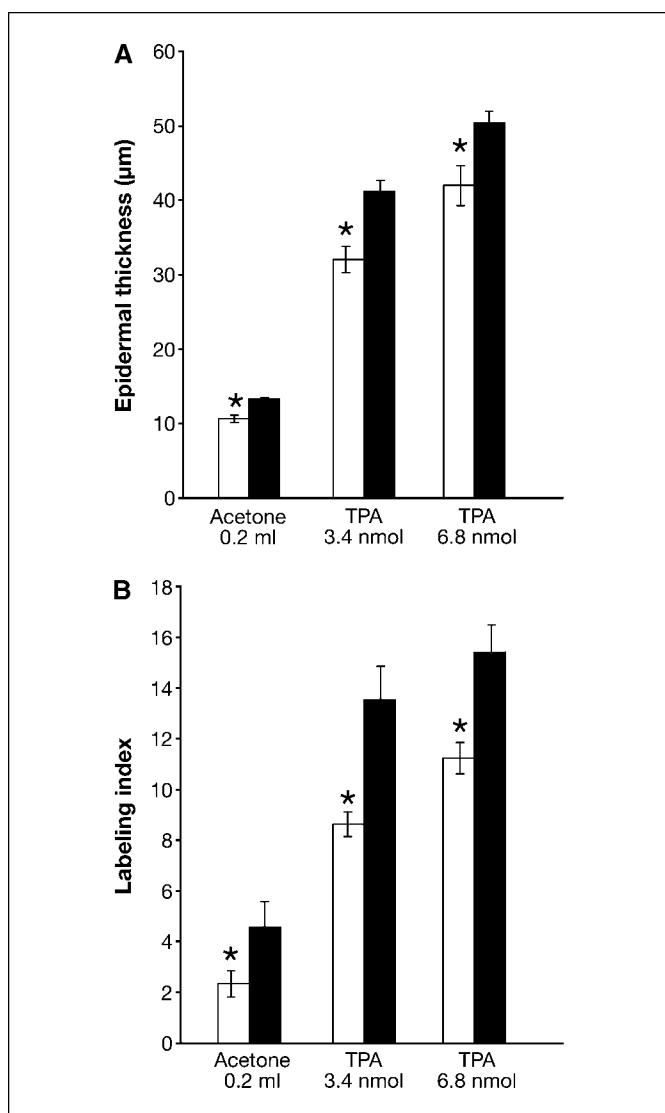 A
Epidermal thickness (µm)
60
50
40
30
20
10
0
*
*
*
Acetone
0.2 ml
TPA
3.4 nmol
TPA
6.8 nmol
B
Labeling index
18
16
14
12
10
8
6
4
2
0
*
*
*
Acetone
0.2 ml
TPA
3.4 nmol
TPA
6.8 nmol